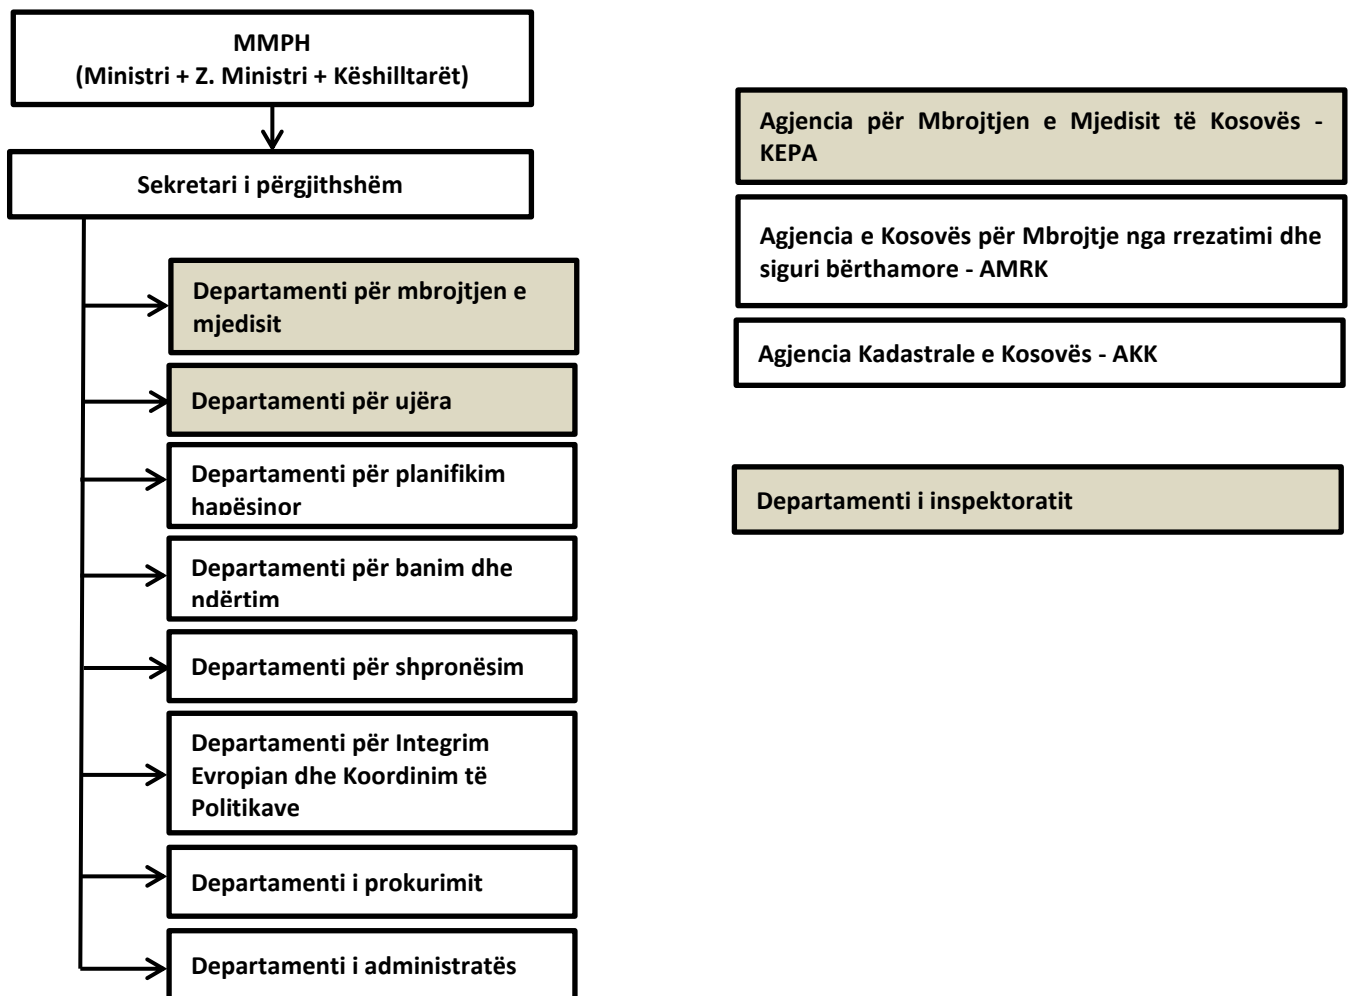 MMPH
(Ministri + Z. Ministri + Këshilltarët)
Sekretari i përgjithshëm
Departamenti për mbrojtjen e
mjedisit
Departamenti për ujëra
Departamenti për planifikim
hapësinor
Departamenti për banim dhe
ndërtim
Departamenti për shpronësim
Departamenti për Integrim
Evropian dhe Koordinim të
Politikave
Departamenti i prokurimit
Departamenti i administratës
Agjencia për Mbrojtjen e Mjedisit të Kosovës -
KEPA
Agjencia e Kosovës për Mbrojtje nga rrezatimi dhe
siguri bërthamore - AMRK
Agjencia Kadastrale e Kosovës - AKK
Departamenti i inspektoratit